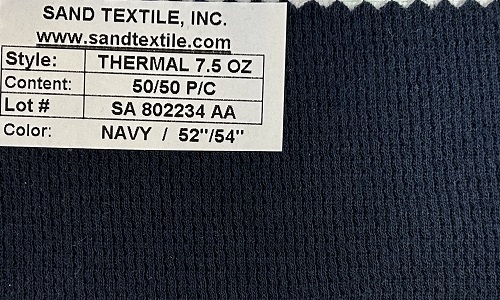 SAND TEXTILE, INC.
www.sandtextile.com
Style: THERMAL 7.5 OZ
Content: 50/50 P/C
Lot # SA 802234 AA
Color: NAVY / 52"/54"